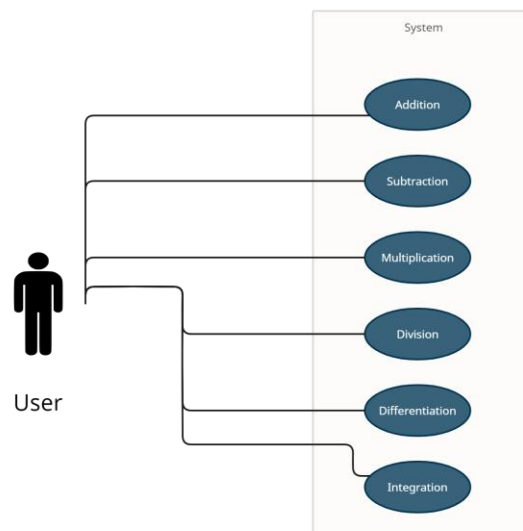 System
Addition
Subtraction
Multiplication
Division
Differentiation
Integration
User